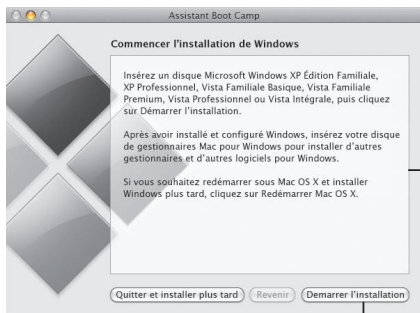 Assistant Boot Camp
Commencer l'installation de Windows
Insérez un disque Microsoft Windows XP Édition Familiale,
XP Professionnel, Vista Familiale Basique, Vista Familiale
Premium, Vista Professionnel ou Vista Intégrale, puis cliquez
sur Démarrer l'installation.
Après avoir installé et configuré Windows, insérez votre disque
de gestionnaires Mac pour Windows pour installer d'autres
gestionnaires et d'autres logiciels pour Windows.
Si vous souhaitez redémarrer sous Mac OS X et installer
Windows plus tard, cliquez sur Redémarrer Mac OS X.
Quitter et installer plus tard Revenir Demarrer l'installation